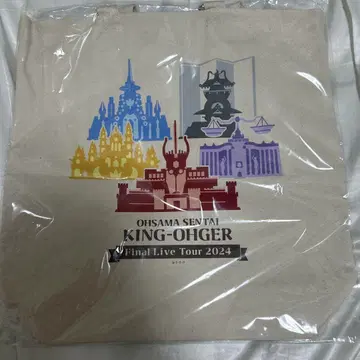 OHSAMA SENTAI
KING-OHGER
Final Live Tour 2024